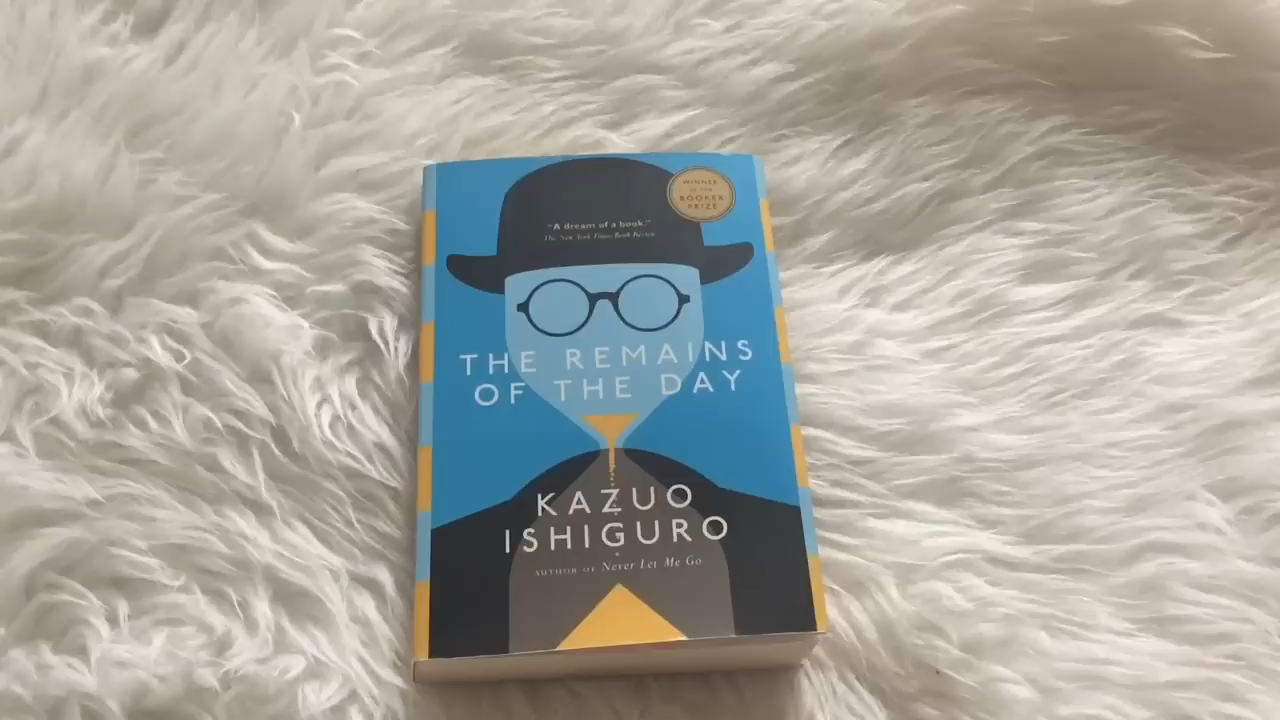 WINNER
OF THE
BOOKER
PRIZE
"A dream of a book."
The New York Times Book Review
THE REMAINS
OF THE DAY
KAZUO
ISHIGURO
AUTHOR OF Never Let Me Go